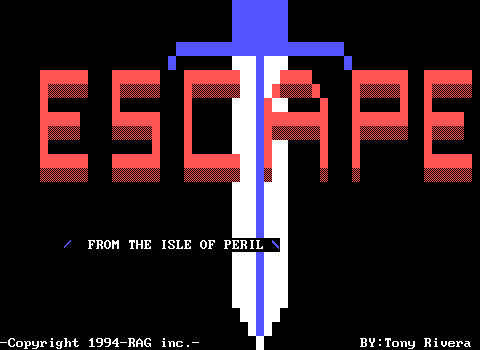 ESCAPE
/ FROM THE ISLE OF PERIL \
-Copyright 1994-RAG inc.-
BY:Tony Rivera